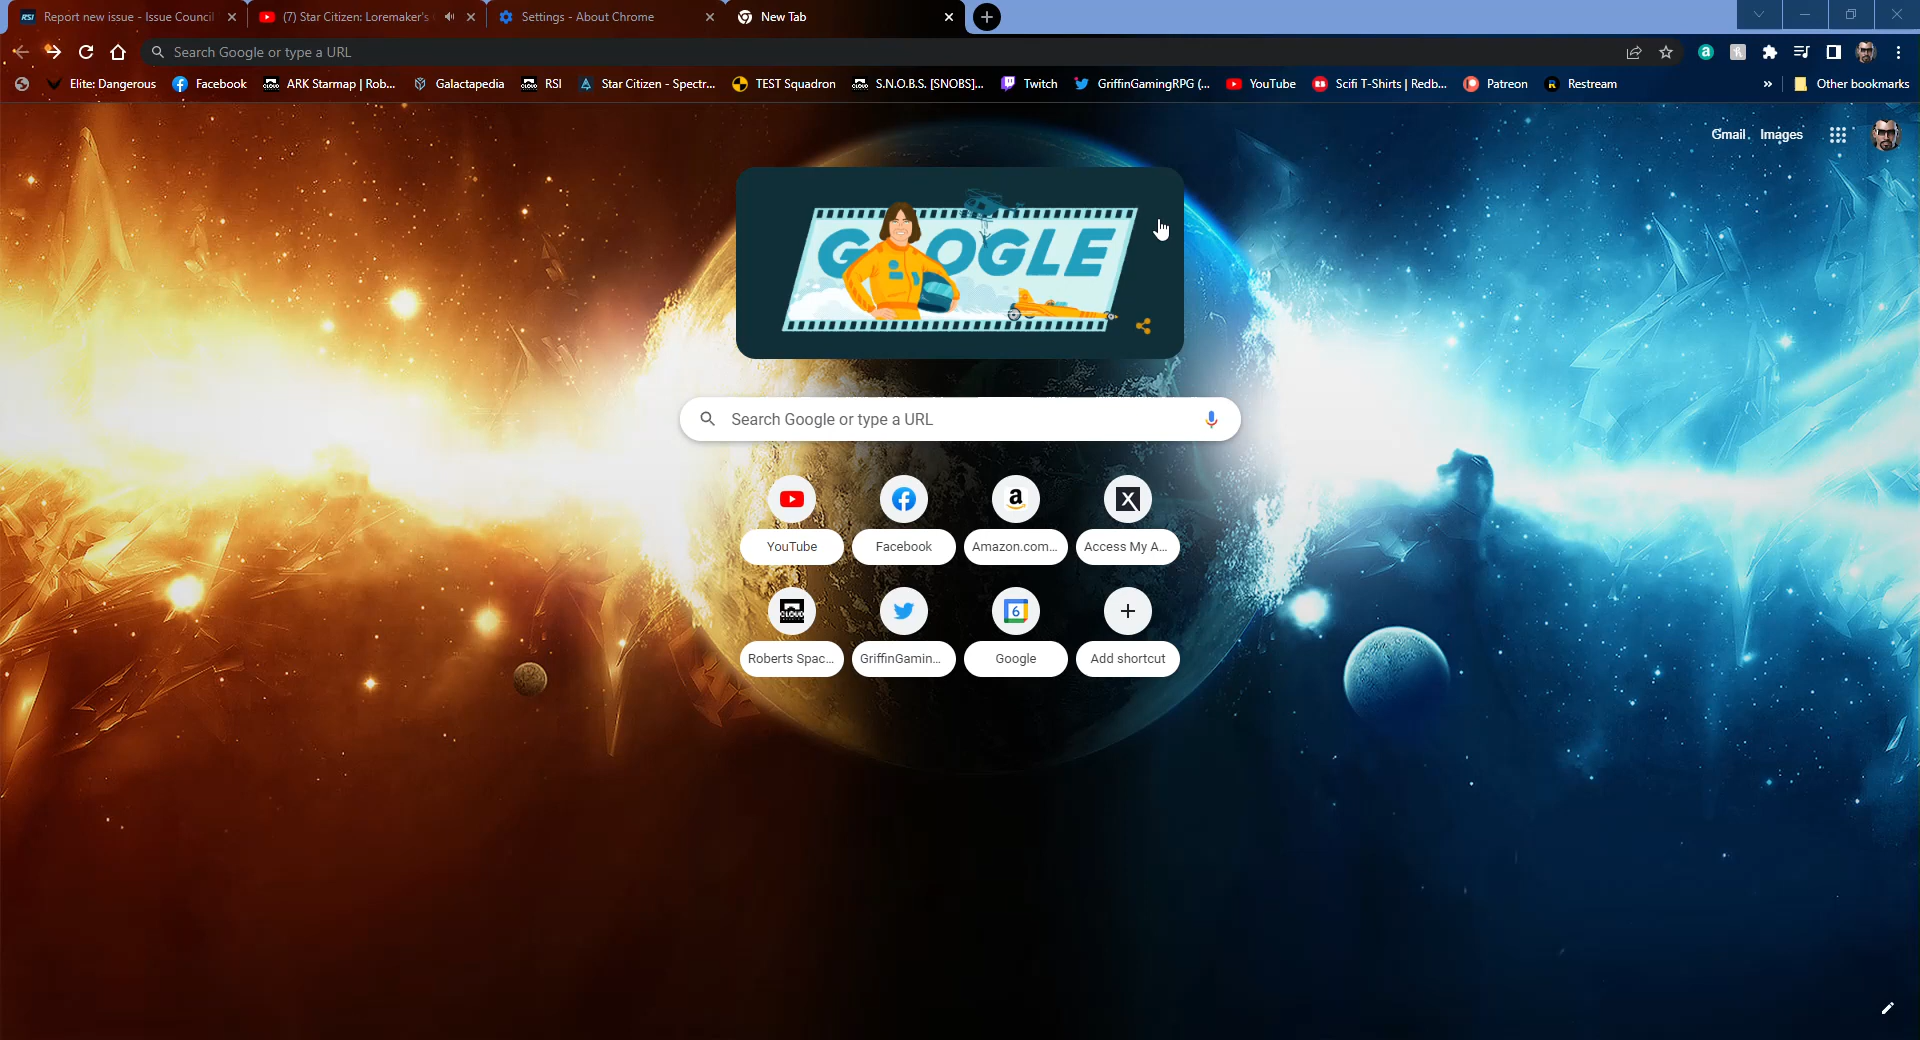 RSI Report new issue - Issue Council
(7) Star Citizen: Loremaker's
Settings - About Chrome
New Tab
Search Google or type a URL
Elite: Dangerous
Facebook
ARK Starmap | Rob...
Galactapedia
RSI
Star Citizen - Spectr...
TEST Squadron
S.N.O.B.S. [SNOBS]...
Twitch
GriffinGamingRPG (...
YouTube
Scifi T-Shirts | Redb...
Patreon
Restream
»
Other bookmarks
Gmail Images
GOOGLE
Search Google or type a URL
YouTube
Facebook
Amazon.com...
Access My A...
CLOUD
6
Roberts Spac...
GriffinGamin...
Google
Add shortcut